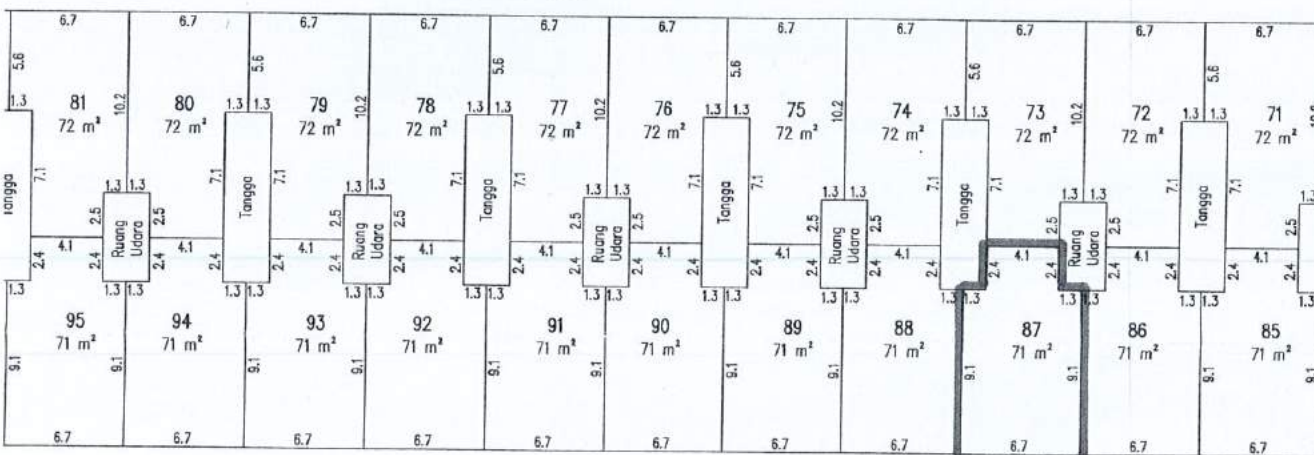 6.7 6.7 6.7 6.7 6.7 6.7 6.7 6.7 6.7 6.7 6.7
5.6 5.6 5.6 5.6 5.6 5.6
1.3 81 10.2 80 1.3 1.3 79 10.2 78 1.3 1.3 77 10.2 76 1.3 1.3 75 10.2 74 1.3 1.3 73 10.2 72 1.3 1.3 71
72 m² 72 m² 72 m² 72 m² 72 m² 72 m² 72 m² 72 m² 72 m² 72 m² 72 m²
Tangga 7.1 1.3 1.3 7.1 Tangga 7.1 1.3 1.3 7.1 Tangga 7.1 1.3 1.3 7.1 Tangga 7.1 1.3 1.3 7.1 Tangga 7.1 1.3 1.3 7.1 Tangga 7.1 1.3
2.5 Ruang Udara 2.5 2.5 Ruang Udara 2.5 2.5 Ruang Udara 2.5 2.5 Ruang Udara 2.5 2.5 Ruang Udara 2.5 2.5
4.1 4.1 4.1 4.1 4.1 4.1 4.1 4.1 4.1 4.1 4.1
2.4 2.4 2.4 2.4 2.4 2.4 2.4 2.4 2.4 2.4 2.4 2.4 2.4 2.4 2.4 2.4 2.4 2.4 2.4 2.4 2.4 2.4
1.3 1.3 1.3 1.3 1.3 1.3 1.3 1.3 1.3 1.3 1.3 1.3 1.3 1.3 1.3 1.3 1.3 1.3 1.3 1.3 1.3 1.3
95 94 93 92 91 90 89 88 87 86 85
71 m² 71 m² 71 m² 71 m² 71 m² 71 m² 71 m² 71 m² 71 m² 71 m² 71 m²
9.1 9.1 9.1 9.1 9.1 9.1 9.1 9.1 9.1 9.1 9.1 9.1
6.7 6.7 6.7 6.7 6.7 6.7 6.7 6.7 6.7 6.7 6.7